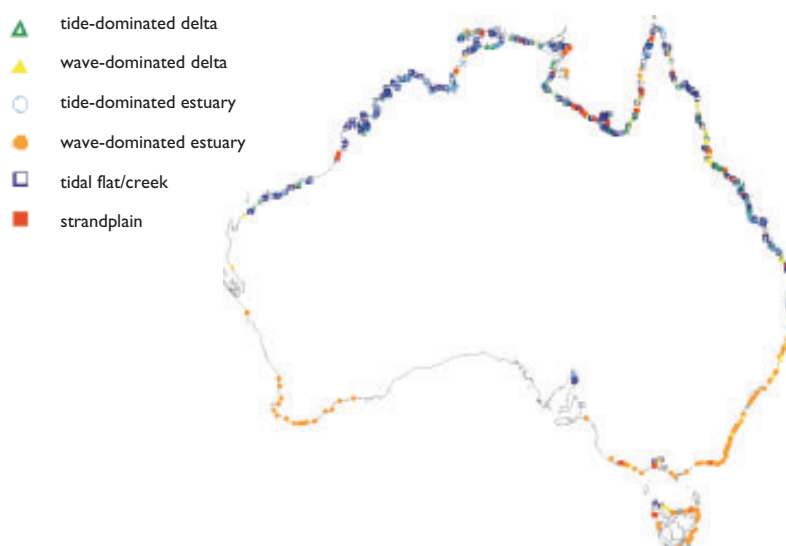 tide-dominated delta
wave-dominated delta
tide-dominated estuary
wave-dominated estuary
tidal flat/creek
strandplain